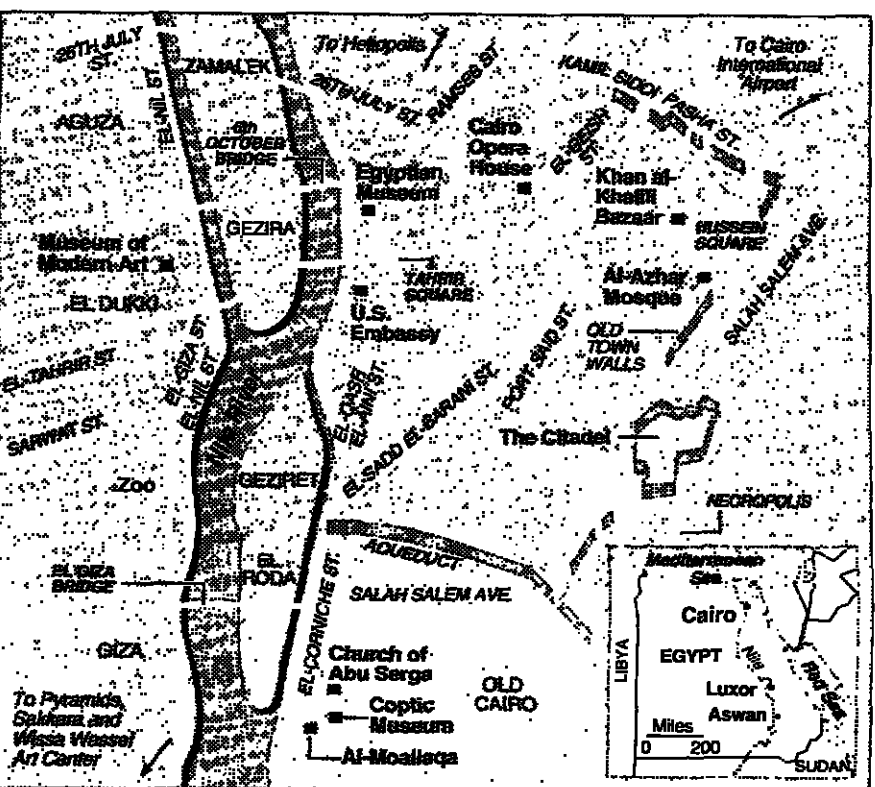 26TH JULY
ST.
EL-NIL ST.
ZAMALEK
To Heliopolis
26TH JULY ST.
RAMSES ST.
KAMIL SIDDI PASHA ST.
To Cairo
International
Airport
AGUZA
6th
OCTOBER
BRIDGE
Egyptian
Museum
Cairo
Opera
House
ST.
Khan al-
Khalili
Bazaar
HUSSEIN
SQUARE
SALAH SALEM AVE.
GEZIRA
Museum of
Modern Art
EL DUKKI
TAHRIR
SQUARE
U.S.
Embassy
Al-Azhar
Mosque
OLD
TOWN
WALLS
PORT SAID ST.
EL-TAHRIR ST.
EL-GIZA ST.
EL-NIL ST.
SARWAT ST.
EL-QASR
EL-AINI ST.
EL-SADD EL-BARANI ST.
The Citadel
Zoo
GEZIRET
EL
RODA
NECROPOLIS
AQUEDUCT
EL GIZA
BRIDGE
SALAH SALEM AVE.
EL-CORNICHE ST.
GIZA
Church of
Abu Serga
OLD
CAIRO
Coptic
Museum
Al-Moallaqa
To Pyramids,
Sakkara and
Wissa Wassef
Art Center
Mediterranean
Sea
Cairo
LIBYA
EGYPT
Nile
Red Sea
Luxor
Aswan
Miles
0 200
SUDAN